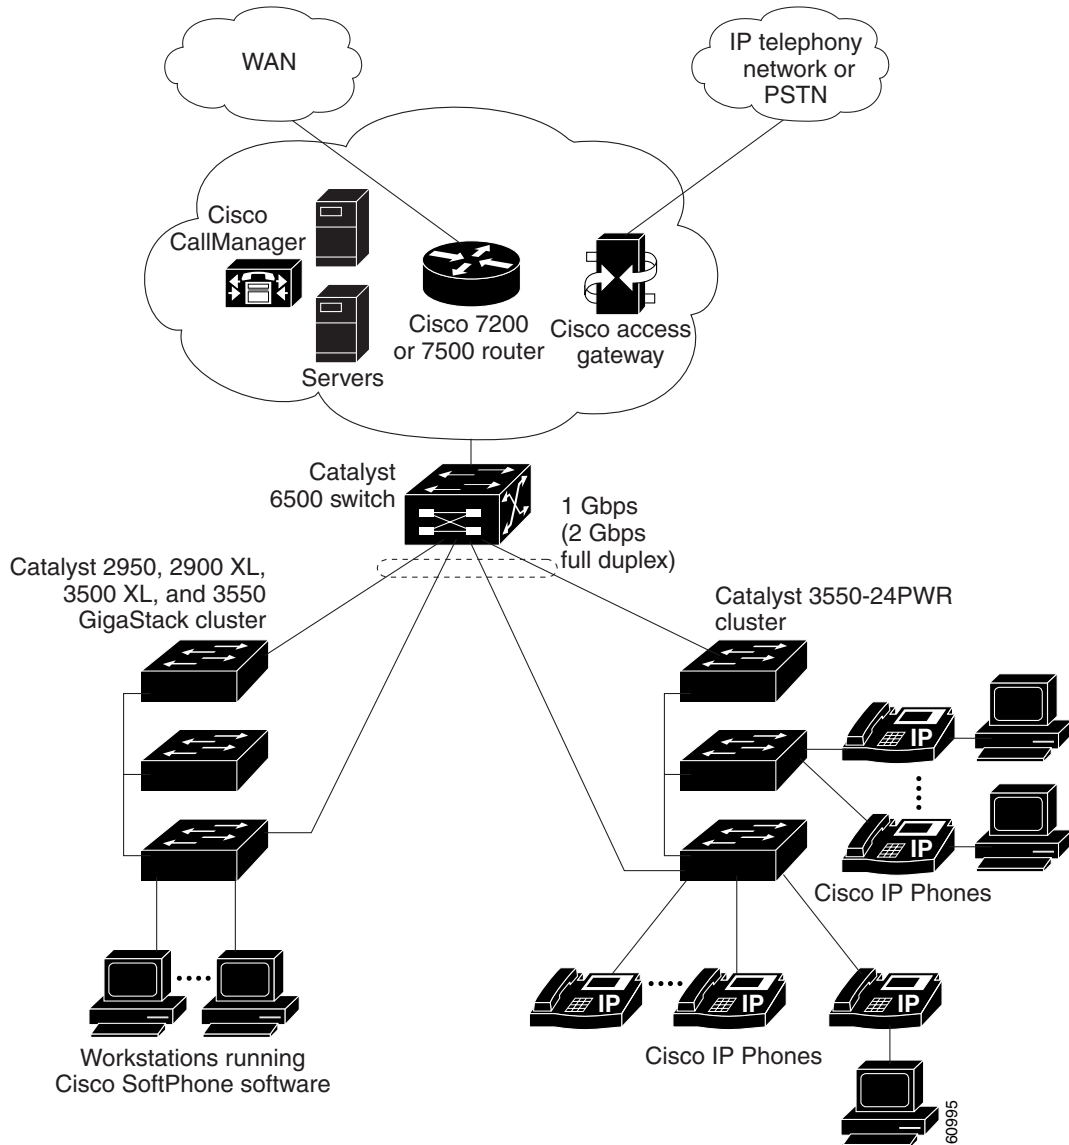 WAN
IP telephony
network or
PSTN
Cisco
CallManager
Servers
Cisco 7200
or 7500 router
Cisco access
gateway
Catalyst
6500 switch
1 Gbps
(2 Gbps
full duplex)
Catalyst 2950, 2900 XL,
3500 XL, and 3550
GigaStack cluster
Catalyst 3550-24PWR
cluster
IP
IP
Cisco IP Phones
IP
IP
IP
Cisco IP Phones
Workstations running
Cisco SoftPhone software
60995